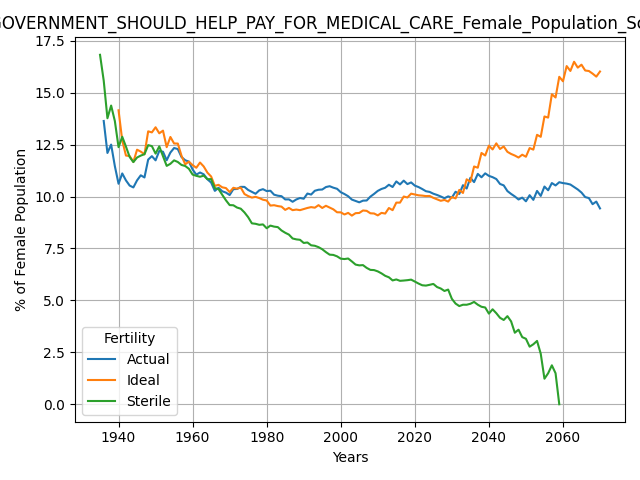 GOVERNMENT_SHOULD_HELP_PAY_FOR_MEDICAL_CARE_Female_Population_Sc
17.5
15.0
12.5
10.0
7.5
5.0
2.5
0.0
% of Female Population
Fertility
Actual
Ideal
Sterile
1940 1960 1980 2000 2020 2040 2060
Years